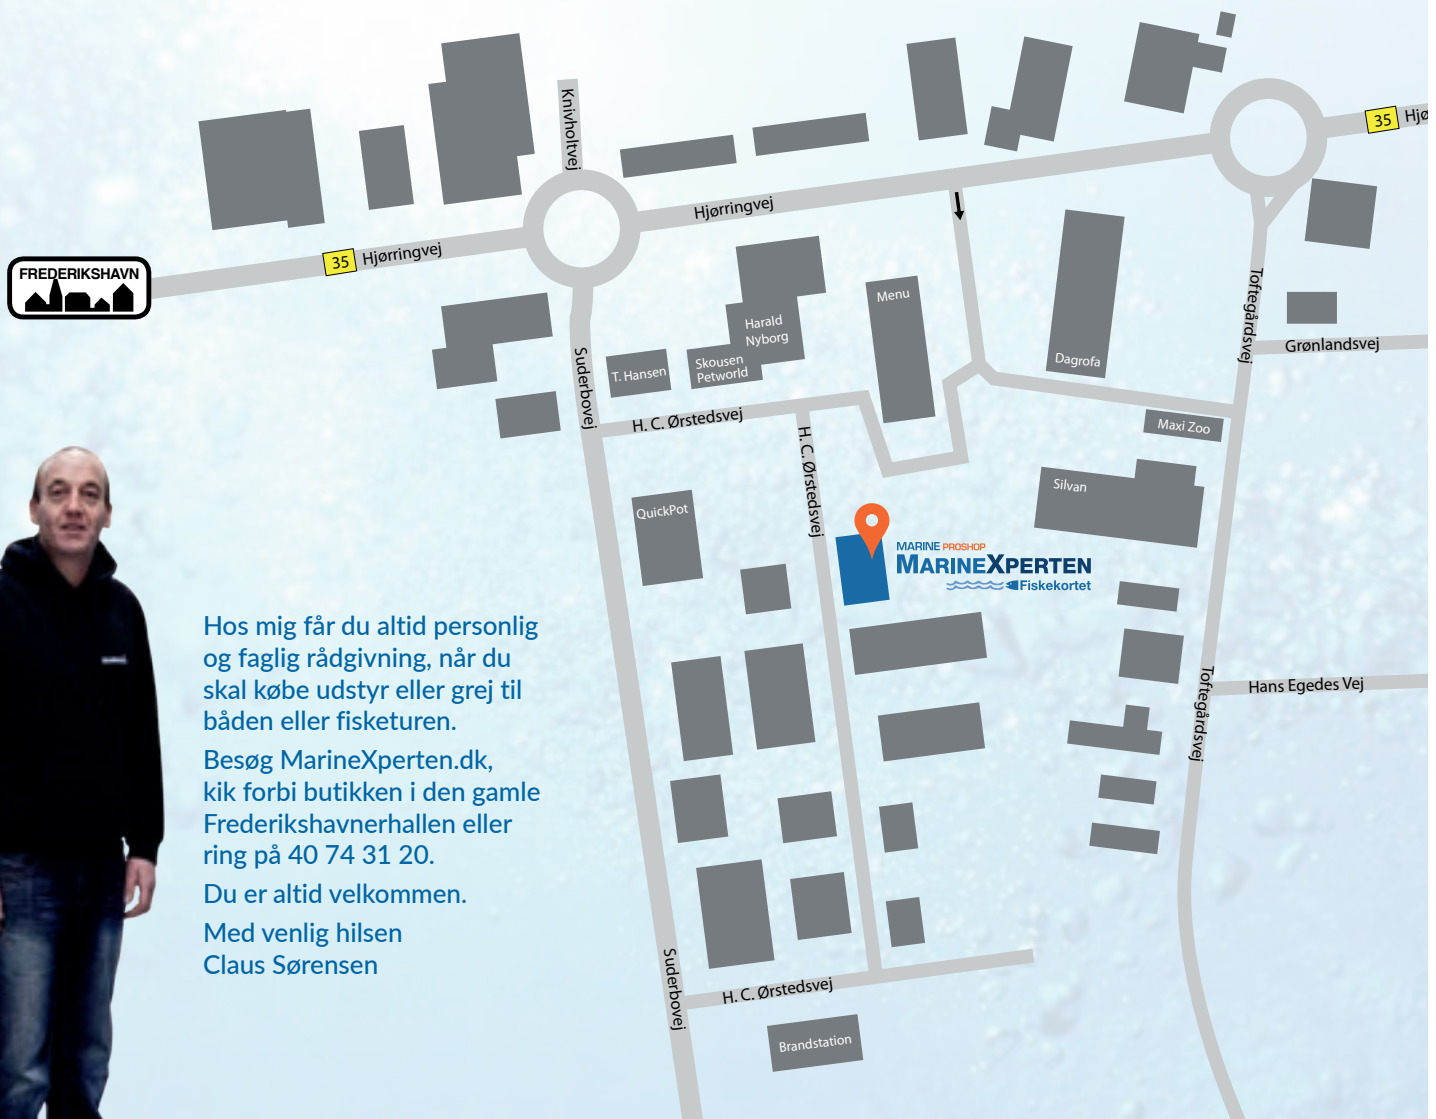 Knivholtvej
35
Hjø
Hjørringvej
FREDERIKSHAVN
35
Hjørringvej
Toftegårdsvej
Menu
Harald
Nyborg
Grønlandsvej
Suderbovej
T. Hansen
Skousen
Petworld
Dagrofa
H. C. Ørstedsvej
H. C. Ørstedsvej
Maxi Zoo
Silvan
QuickPot
MARINE PROSHOP
MARINEXPERTEN
Fiskekortet
Hos mig får du altid personlig
og faglig rådgivning, når du
skal købe udstyr eller grej til
båden eller fisketuren.
Besøg MarineXperten.dk,
kik forbi butikken i den gamle
Frederikshavnerhallen eller
ring på 40 74 31 20.
Du er altid velkommen.
Med venlig hilsen
Claus Sørensen
Toftegårdsvej
Hans Egedes Vej
Suderbovej
H. C. Ørstedsvej
Brandstation